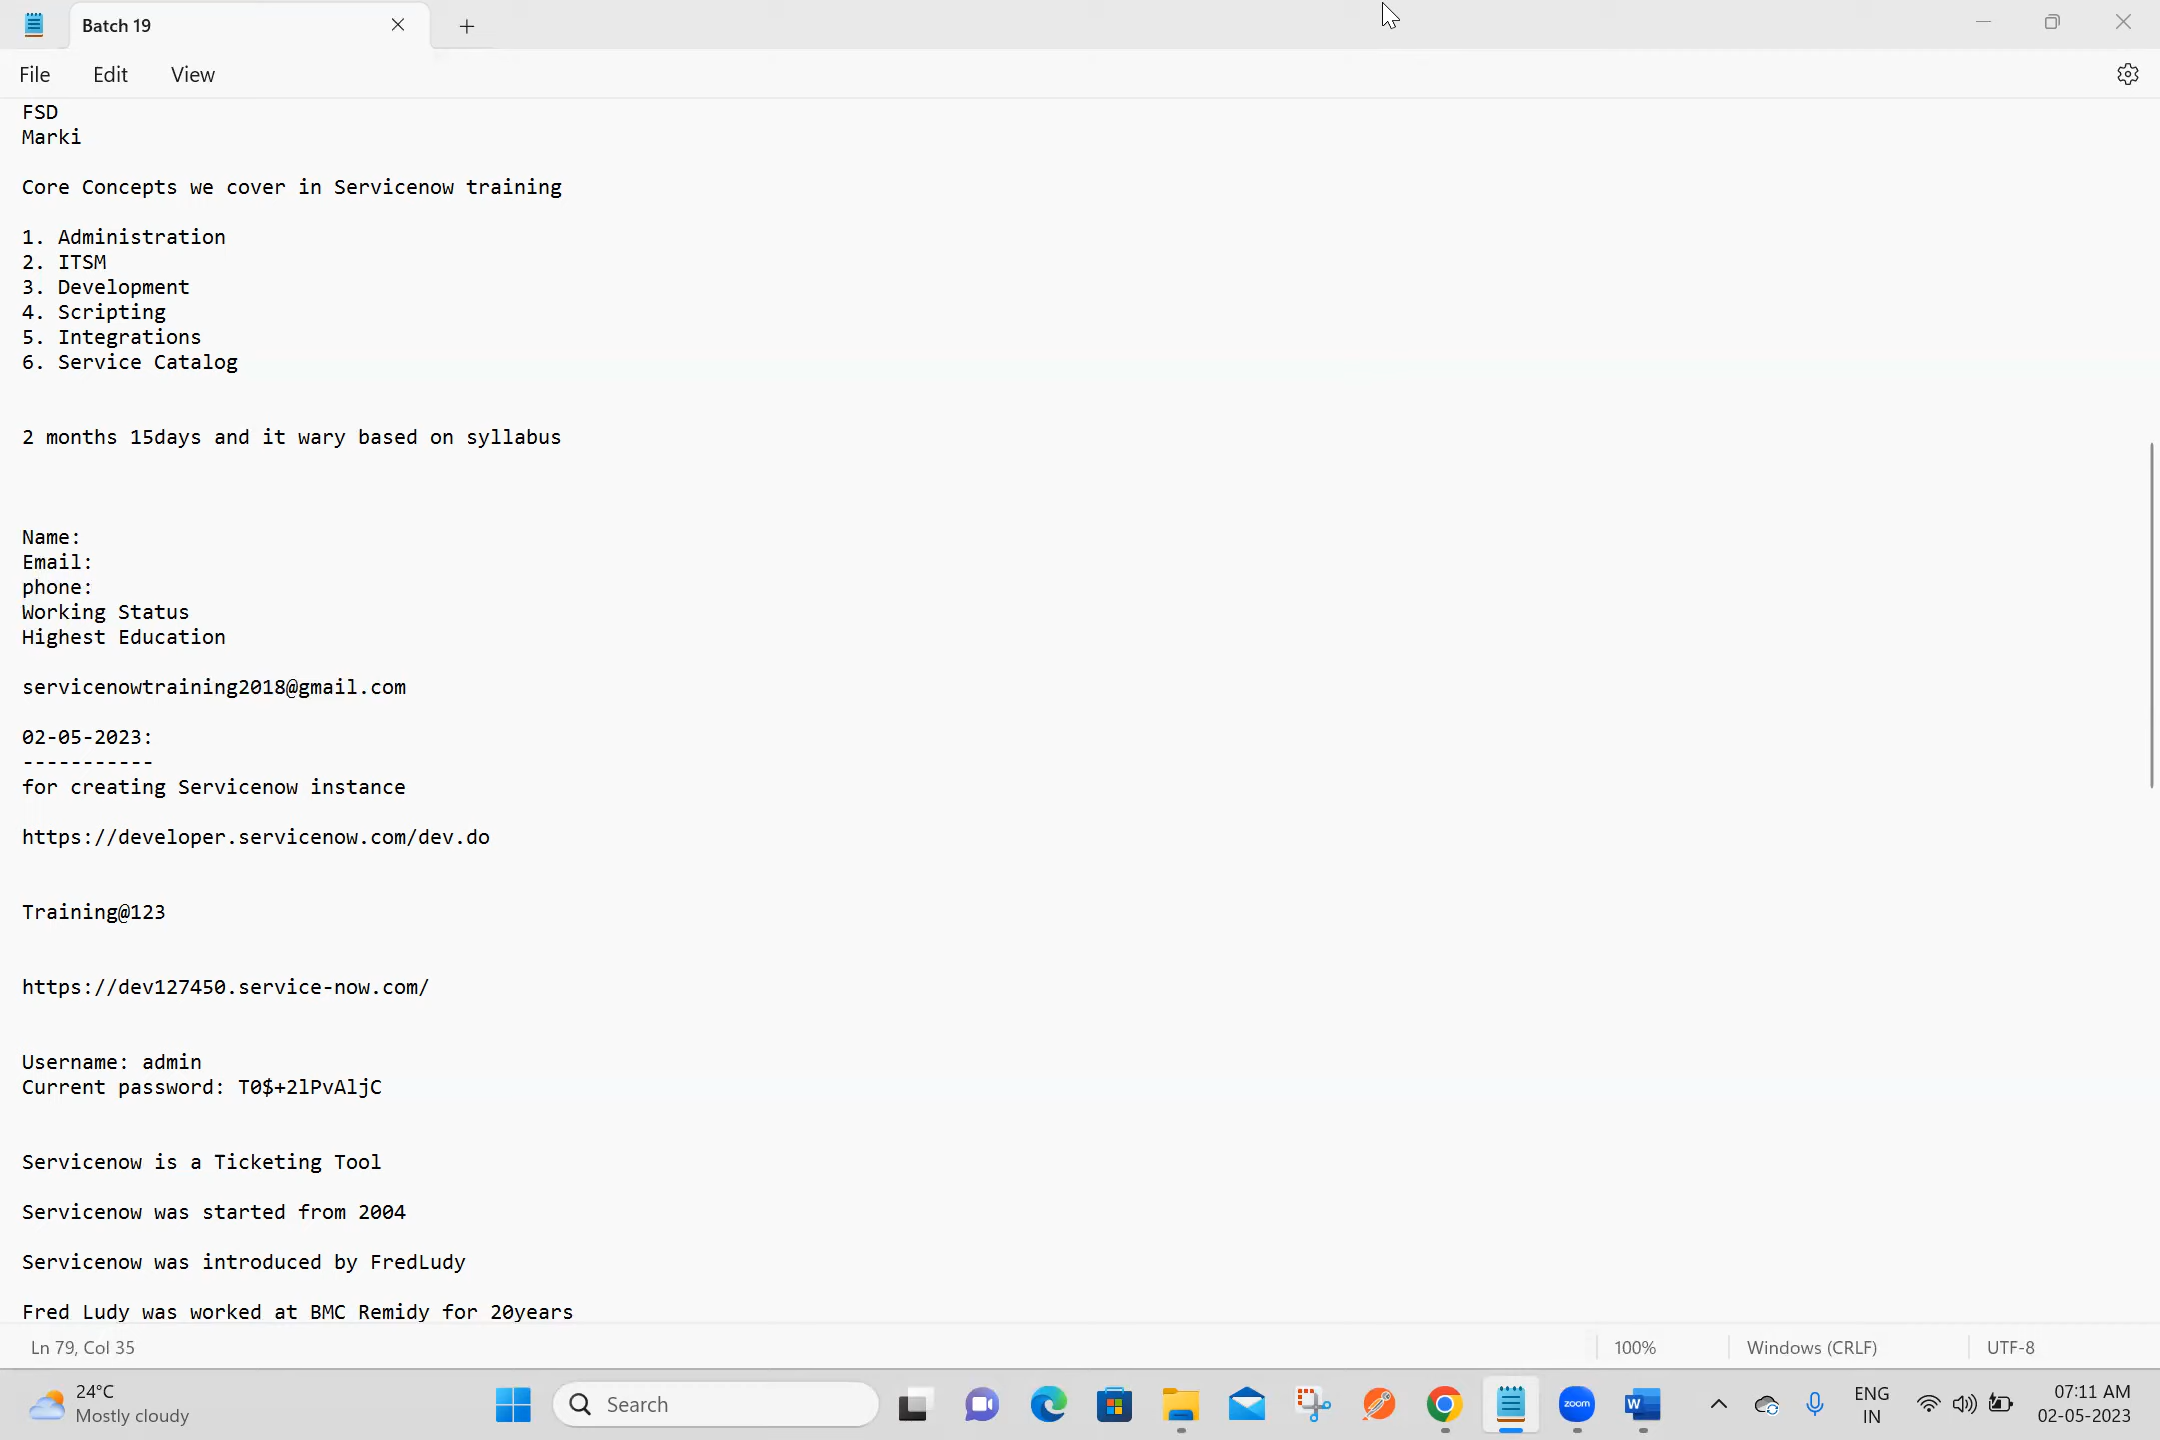 Batch 19
File Edit View
FSD
Marki
Core Concepts we cover in Servicenow training
1. Administration
2. ITSM
3. Development
4. Scripting
5. Integrations
6. Service Catalog
2 months 15days and it wary based on syllabus
Name:
Email:
phone:
Working Status
Highest Education
servicenowtraining2018@gmail.com
02-05-2023:
-----------
for creating Servicenow instance
https://developer.servicenow.com/dev.do
Training@123
https://dev127450.service-now.com/
Username: admin
Current password: T0$+2lPvAljC
Servicenow is a Ticketing Tool
Servicenow was started from 2004
Servicenow was introduced by FredLudy
Fred Ludy was worked at BMC Remidy for 20years
Ln 79, Col 35 100% Windows (CRLF) UTF-8
24°C
Mostly cloudy
Search
zoom
W
ENG
IN
07:11 AM
02-05-2023